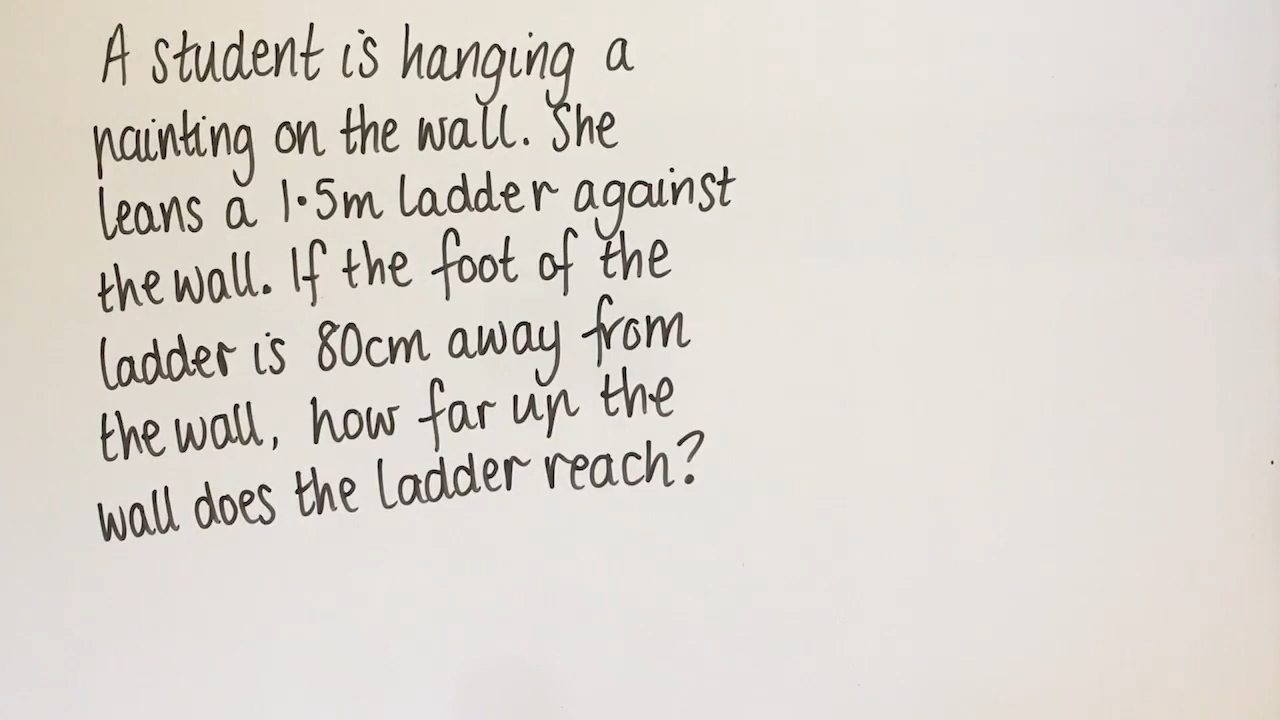 A student is hanging a
painting on the wall. She
leans a 1.5m ladder against
the wall. If the foot of the
ladder is 80cm away from
the wall, how far up the
wall does the ladder reach?